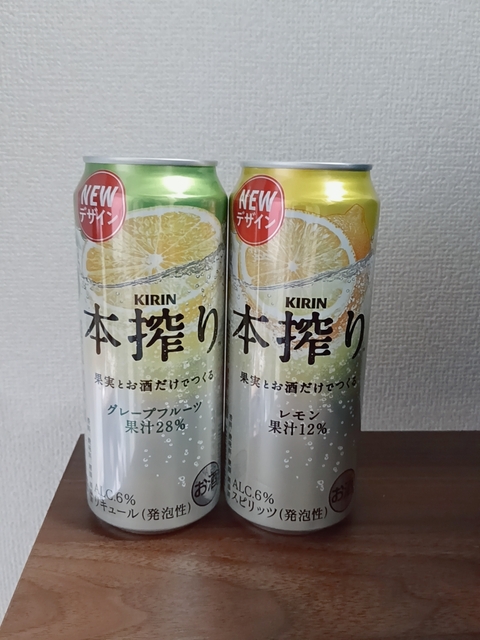 NEW
デザイン
KIRIN
本搾り
果実とお酒だけでつくる
グレープフルーツ
果汁28%
お酒
ALC.6%
リキュール(発泡性)
NEW
デザイン
KIRIN
本搾り
果実とお酒だけでつくる
レモン
果汁12%
お酒
ALC.6%
スピリッツ(発泡性)